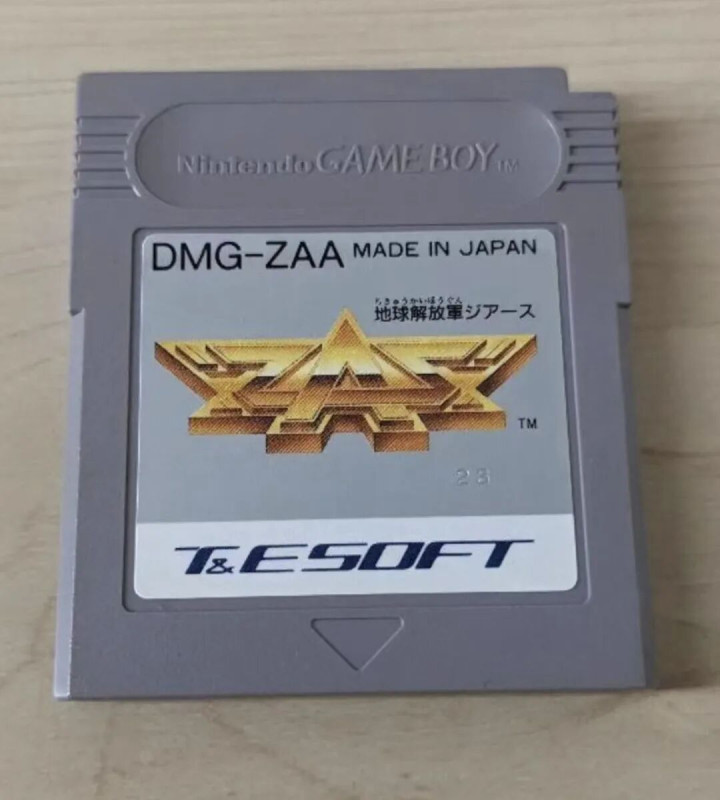 Nintendo GAME BOY TM
DMG-ZAA MADE IN JAPAN
ちきゅうかいほうぐん
地球解放軍ジアース
ZAS
TM
23
T&E SOFT